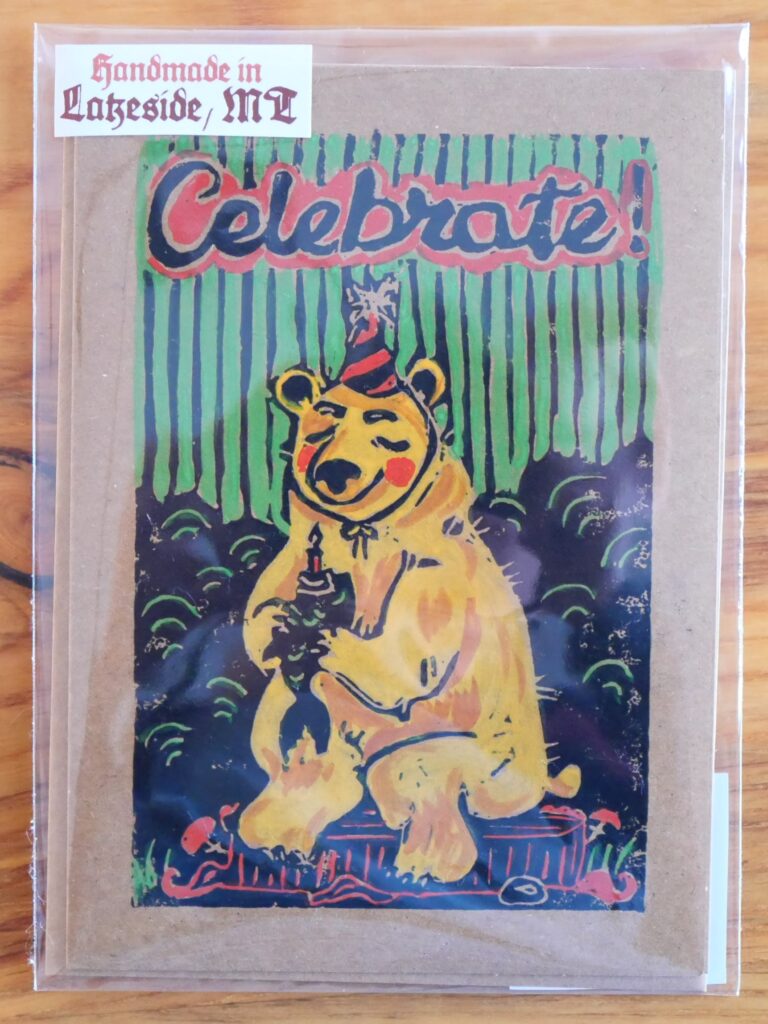 Handmade in
Lakeside, MT
Celebrate!